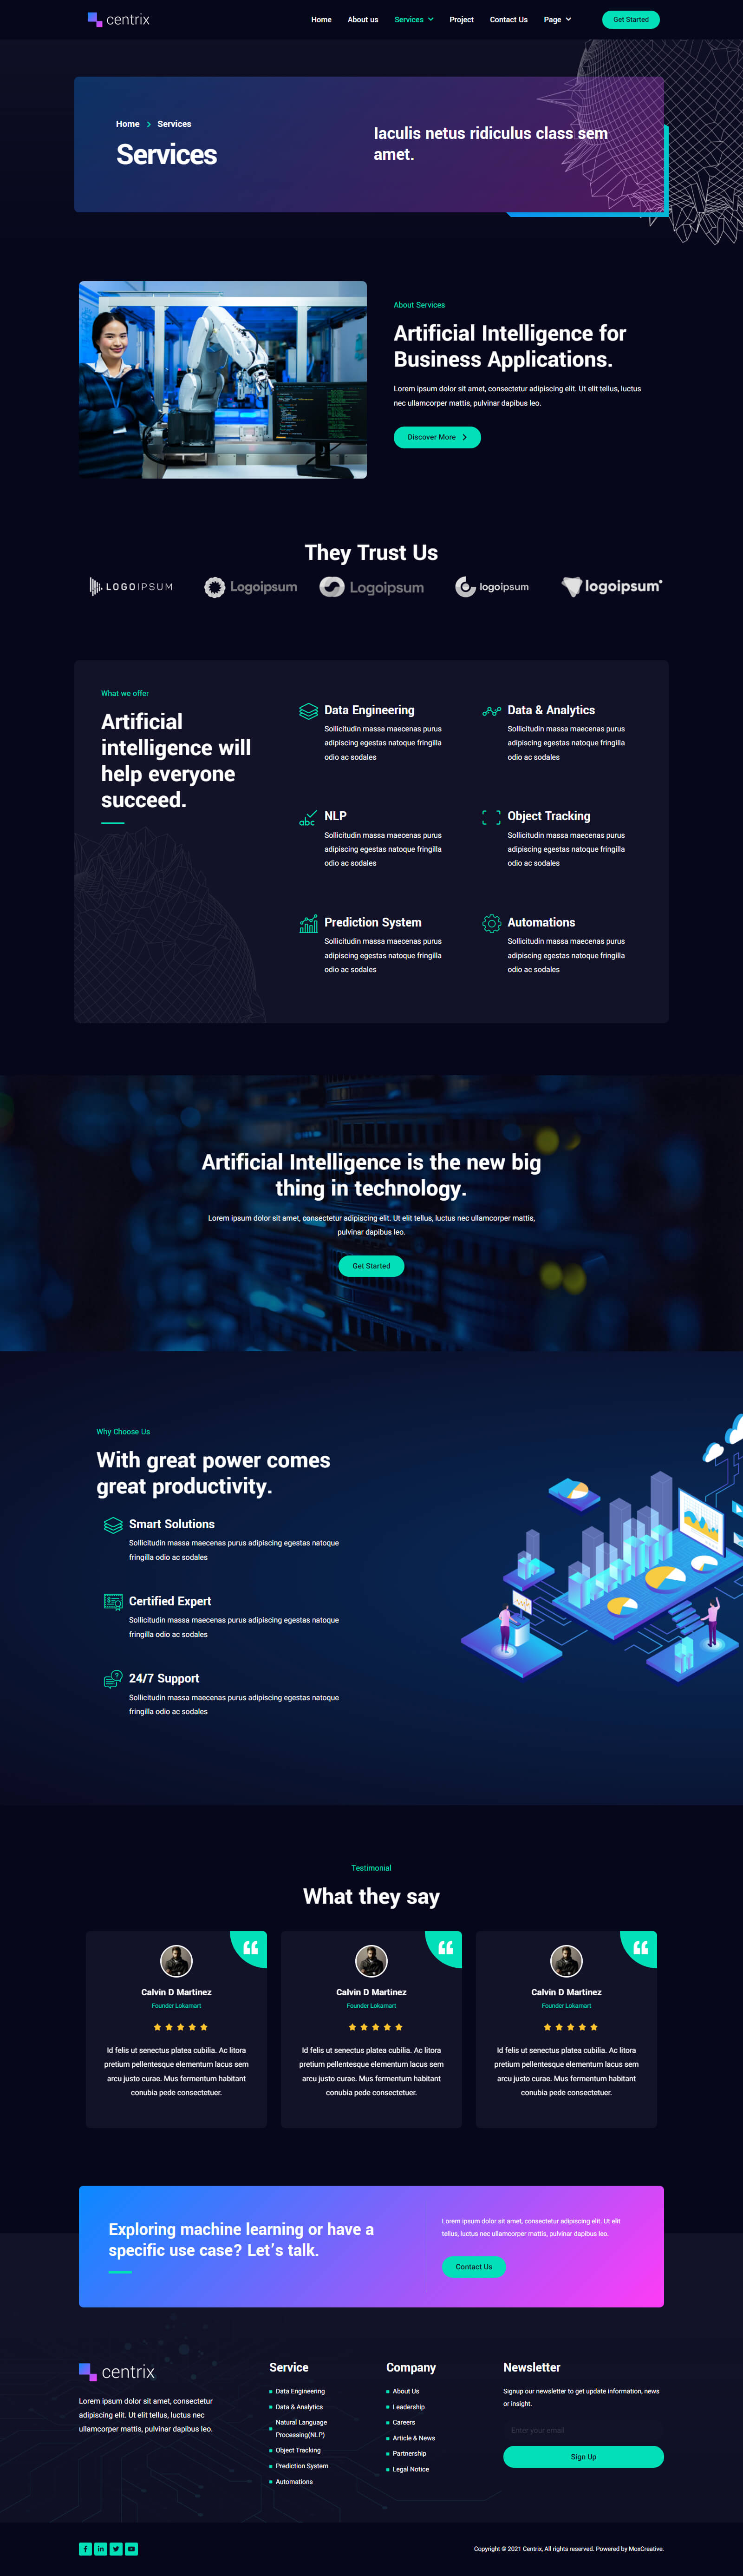 centrix
Home About us Services Project Contact Us Page Get Started
Home Services
Services
Iaculis netus ridiculus class sem
amet.
About Services
Artificial Intelligence for
Business Applications.
Lorem ipsum dolor sit amet, consectetur adipiscing elit. Ut elit tellus, luctus
nec ullamcorper mattis, pulvinar dapibus leo.
Discover More
They Trust Us
LOGOIPSUM Logoipsum Logoipsum logoipsum logoipsum
What we offer
Artificial
intelligence will
help everyone
succeed.
Data Engineering
Sollicitudin massa maecenas purus
adipiscing egestas natoque fringilla
odio ac sodales
Data & Analytics
Sollicitudin massa maecenas purus
adipiscing egestas natoque fringilla
odio ac sodales
abc
NLP
Sollicitudin massa maecenas purus
adipiscing egestas natoque fringilla
odio ac sodales
Object Tracking
Sollicitudin massa maecenas purus
adipiscing egestas natoque fringilla
odio ac sodales
Prediction System
Sollicitudin massa maecenas purus
adipiscing egestas natoque fringilla
odio ac sodales
Automations
Sollicitudin massa maecenas purus
adipiscing egestas natoque fringilla
odio ac sodales
Artificial Intelligence is the new big
thing in technology.
Lorem ipsum dolor sit amet, consectetur adipiscing elit. Ut elit tellus, luctus nec ullamcorper mattis,
pulvinar dapibus leo.
Get Started
Why Choose Us
With great power comes
great productivity.
Smart Solutions
Sollicitudin massa maecenas purus adipiscing egestas natoque
fringilla odio ac sodales
Certified Expert
Sollicitudin massa maecenas purus adipiscing egestas natoque
fringilla odio ac sodales
24/7 Support
Sollicitudin massa maecenas purus adipiscing egestas natoque
fringilla odio ac sodales
Testimonial
What they say
Calvin D Martinez
Founder Lokamart
Id felis ut senectus platea cubilia. Ac litora
pretium pellentesque elementum lacus sem
arcu justo curae. Mus fermentum habitant
conubia pede consectetuer.
Calvin D Martinez
Founder Lokamart
Id felis ut senectus platea cubilia. Ac litora
pretium pellentesque elementum lacus sem
arcu justo curae. Mus fermentum habitant
conubia pede consectetuer.
Calvin D Martinez
Founder Lokamart
Id felis ut senectus platea cubilia. Ac litora
pretium pellentesque elementum lacus sem
arcu justo curae. Mus fermentum habitant
conubia pede consectetuer.
Exploring machine learning or have a
specific use case? Let's talk.
Lorem ipsum dolor sit amet, consectetur adipiscing elit. Ut elit
tellus, luctus nec ullamcorper mattis, pulvinar dapibus leo.
Contact Us
centrix
Lorem ipsum dolor sit amet, consectetur
adipiscing elit. Ut elit tellus, luctus nec
ullamcorper mattis, pulvinar dapibus leo.
Service
Data Engineering
Data & Analytics
Natural Language
Processing(NLP)
Object Tracking
Prediction System
Automations
Company
About Us
Leadership
Careers
Article & News
Partnership
Legal Notice
Newsletter
Signup our newsletter to get update information, news
or insight.
Enter your email
Sign Up
Copyright © 2021 Centrix, All rights reserved. Powered by MoxCreative.